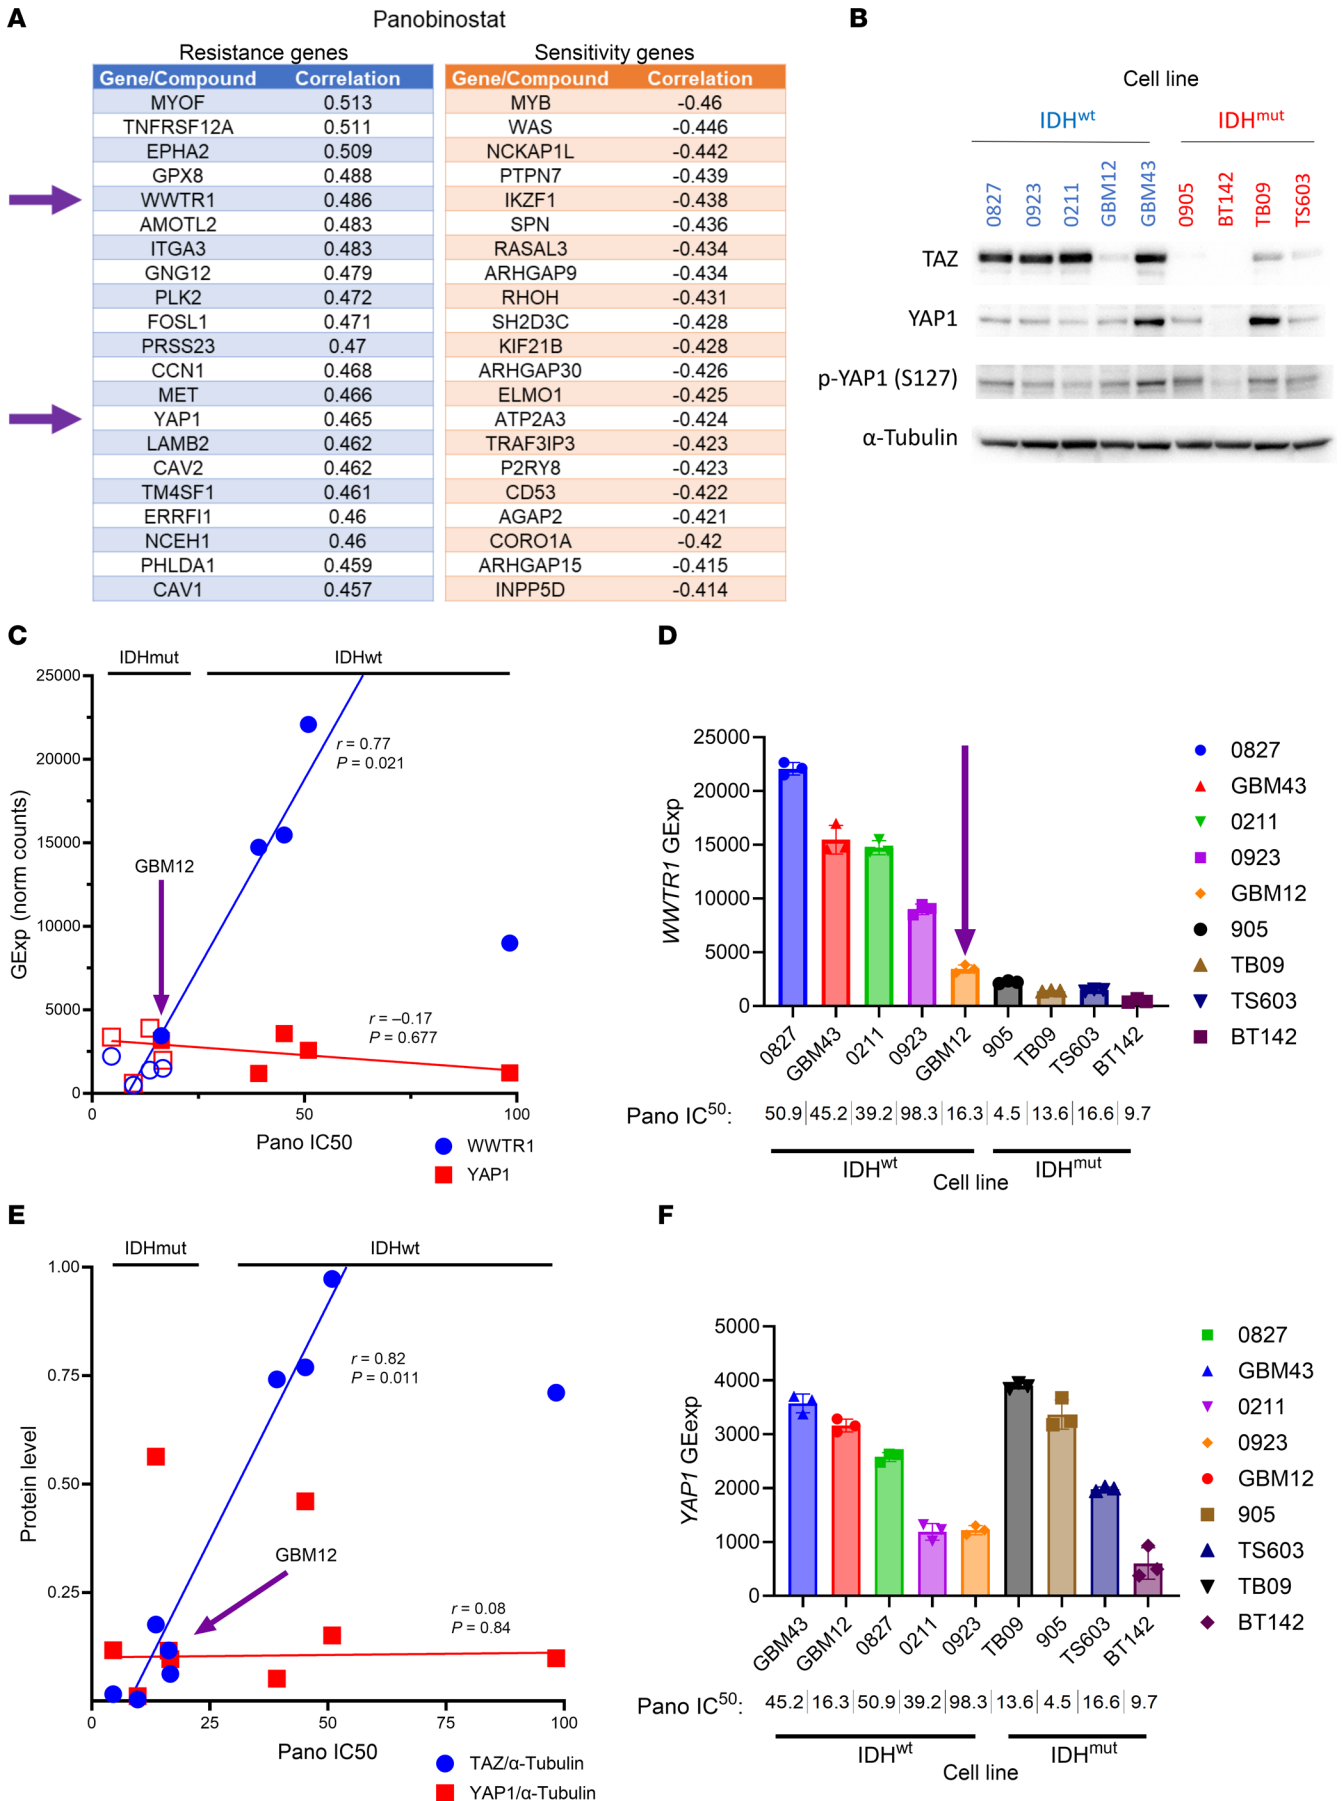 A
Panobinostat
Resistance genes
Sensitivity genes
Gene/Compound Correlation
MYOF 0.513
TNFRSF12A 0.511
EPHA2 0.509
GPX8 0.488
WWTR1 0.486
AMOTL2 0.483
ITGA3 0.483
GNG12 0.479
PLK2 0.472
FOSL1 0.471
PRSS23 0.47
CCN1 0.468
MET 0.466
YAP1 0.465
LAMB2 0.462
CAV2 0.462
TM4SF1 0.461
ERRFI1 0.46
NCEH1 0.46
PHLDA1 0.459
CAV1 0.457
Gene/Compound Correlation
MYB -0.46
WAS -0.446
NCKAP1L -0.442
PTPN7 -0.439
IKZF1 -0.438
SPN -0.436
RASAL3 -0.434
ARHGAP9 -0.434
RHOH -0.431
SH2D3C -0.428
KIF21B -0.428
ARHGAP30 -0.426
ELMO1 -0.425
ATP2A3 -0.424
TRAF3IP3 -0.423
P2RY8 -0.423
CD53 -0.422
AGAP2 -0.421
CORO1A -0.42
ARHGAP15 -0.415
INPP5D -0.414
B
Cell line
IDHwt IDHmut
0827 0923 0211 GBM12 GBM43 0905 BT142 TB09 TS603
TAZ
YAP1
p-YAP1 (S127)
α-Tubulin
C
IDHmut IDHwt
25000
20000
15000
10000
5000
0
GExp (norm counts)
r = 0.77
P = 0.021
GBM12
r = –0.17
P = 0.677
0 50 100
Pano IC50
WWTR1
YAP1
D
25000
20000
15000
10000
5000
0
WWTR1 GExp
0827 GBM43 0211 0923 GBM12 905 TB09 TS603 BT142
Pano IC50: 50.9 45.2 39.2 98.3 16.3 4.5 13.6 16.6 9.7
IDHwt IDHmut
Cell line
0827
GBM43
0211
0923
GBM12
905
TB09
TS603
BT142
E
IDHmut IDHwt
1.00
0.75
0.50
0.25
Protein level
r = 0.82
P = 0.011
GBM12
r = 0.08
P = 0.84
0 25 50 75 100
Pano IC50
TAZ/α-Tubulin
YAP1/α-Tubulin
F
5000
4000
3000
2000
1000
0
YAP1 GEexp
GBM43 GBM12 0827 0211 0923 TB09 905 TS603 BT142
Pano IC50: 45.2 16.3 50.9 39.2 98.3 13.6 4.5 16.6 9.7
IDHwt IDHmut
Cell line
0827
GBM43
0211
0923
GBM12
905
TS603
TB09
BT142